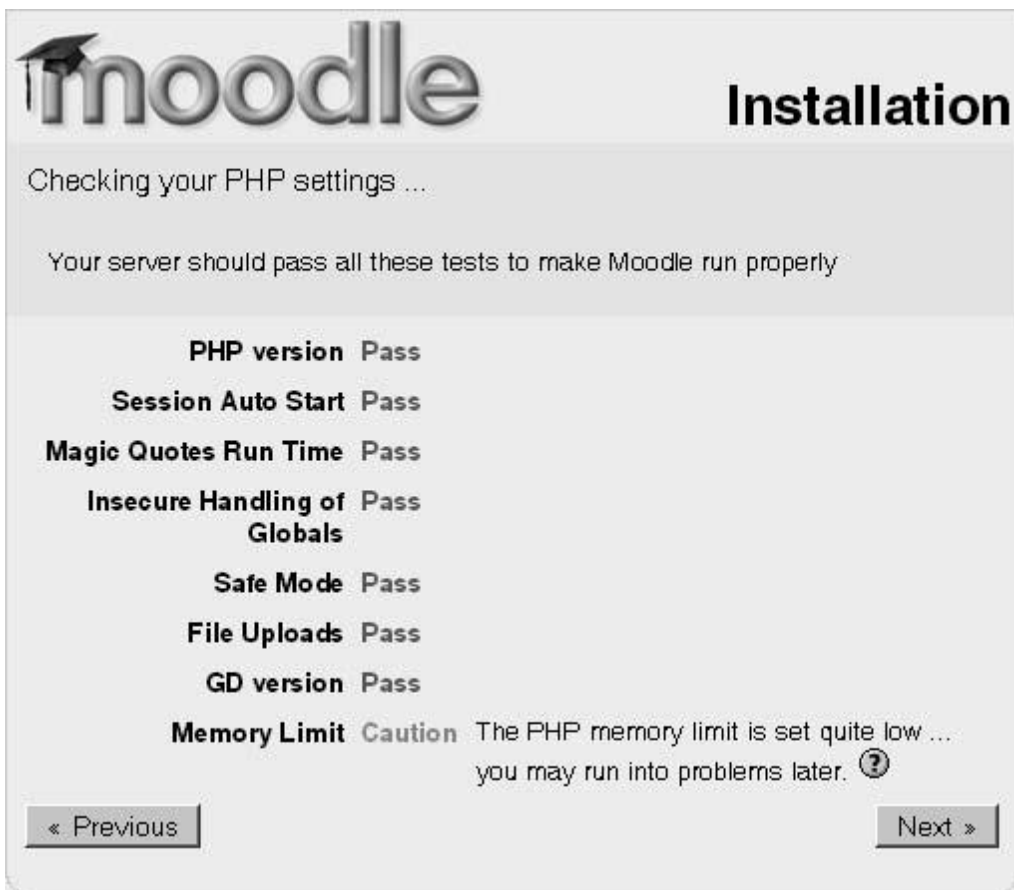 moodle
Installation
Checking your PHP settings ...
Your server should pass all these tests to make Moodle run properly
PHP version Pass
Session Auto Start Pass
Magic Quotes Run Time Pass
Insecure Handling of Pass
Globals
Safe Mode Pass
File Uploads Pass
GD version Pass
Memory Limit Caution The PHP memory limit is set quite low ...
you may run into problems later. ?
« Previous
Next »